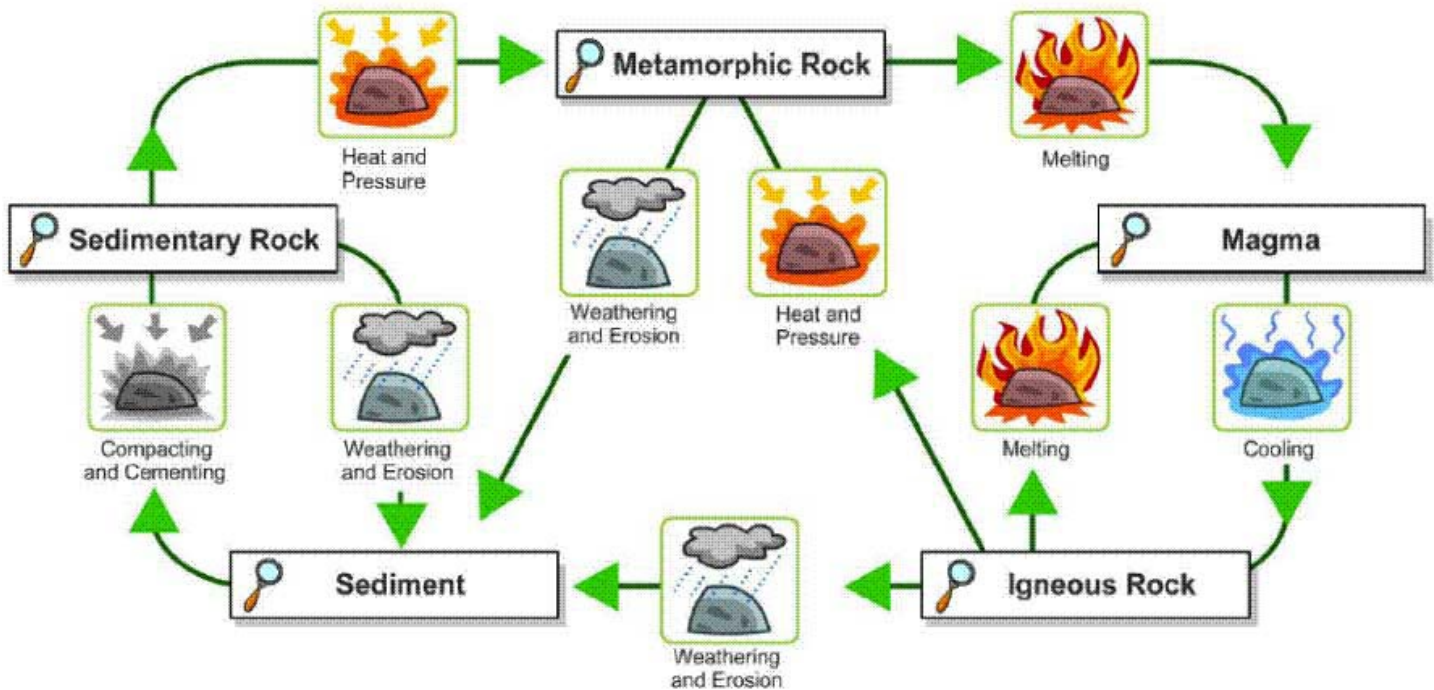 Metamorphic Rock
Heat and
Pressure
Melting
Sedimentary Rock
Magma
Weathering
and Erosion
Heat and
Pressure
Compacting
and Cementing
Weathering
and Erosion
Melting
Cooling
Sediment
Igneous Rock
Weathering
and Erosion